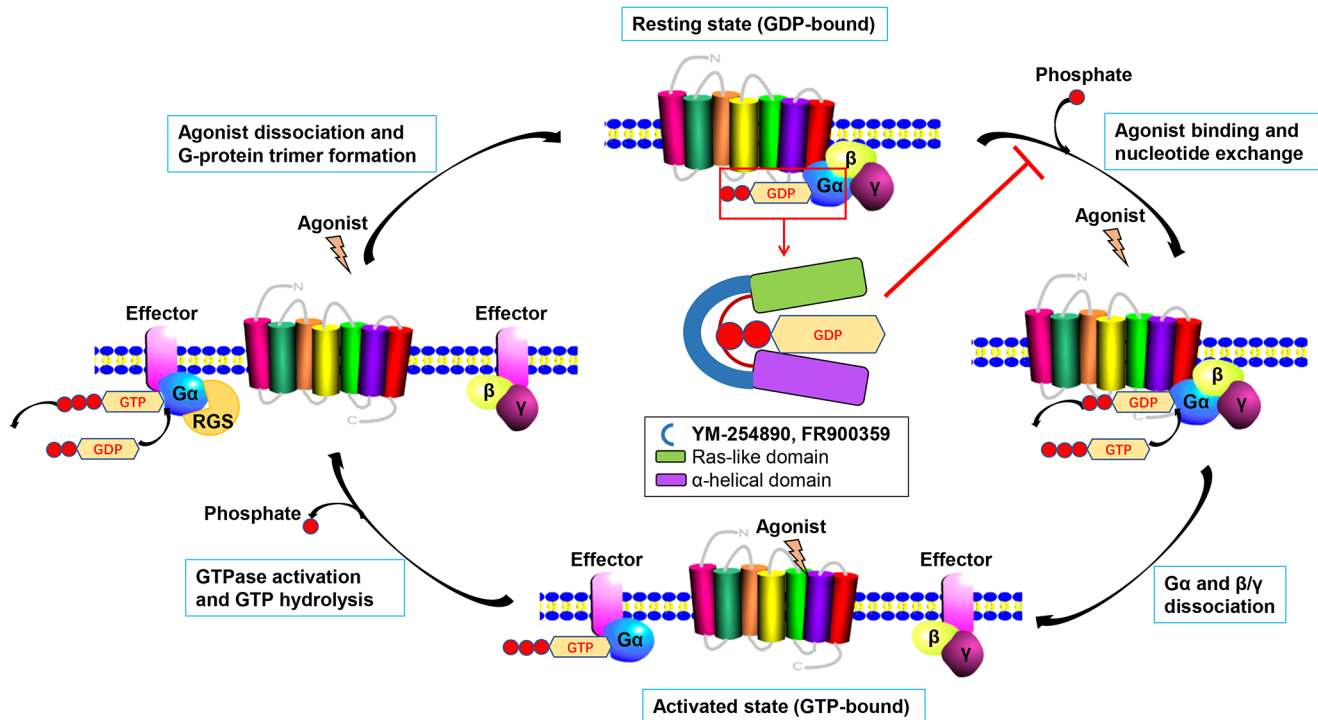 Resting state (GDP-bound)
N
β
Gα
γ
GDP
Phosphate
Agonist binding and
nucleotide exchange
Agonist
N
β
Gα
γ
GDP
C
GTP
Gα and β/γ
dissociation
GDP
YM-254890, FR900359
Ras-like domain
α-helical domain
Agonist dissociation and
G-protein trimer formation
Agonist
Effector
N
Effector
Gα
GTP
RGS
GDP
C
β
γ
Phosphate
GTPase activation
and GTP hydrolysis
Effector
Agonist
N
Effector
GTP
Gα
C
β
γ
Activated state (GTP-bound)